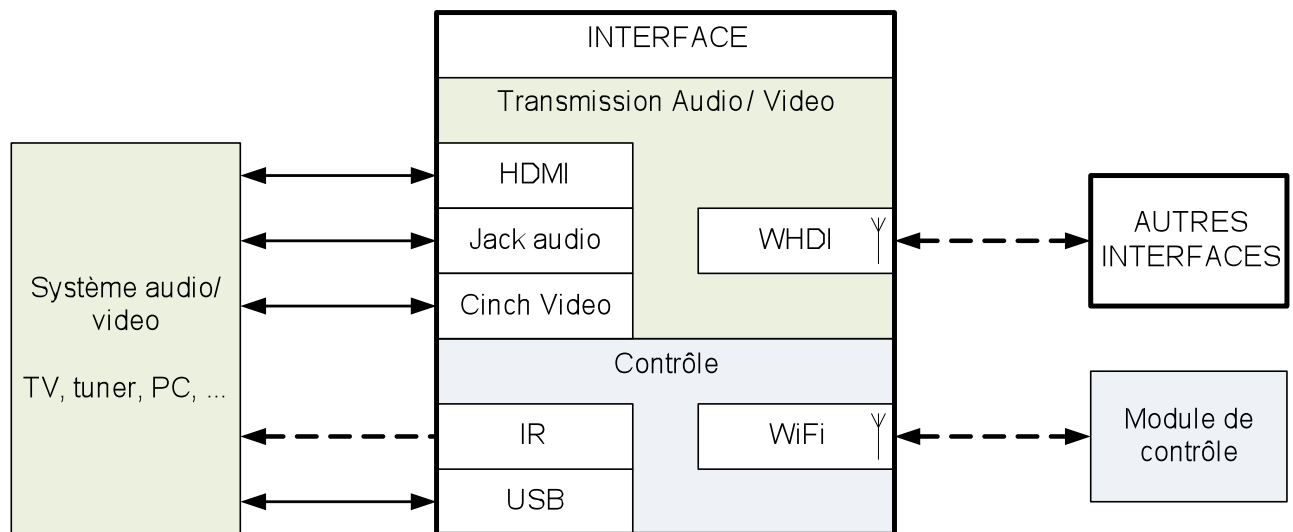 INTERFACE
Transmission Audio/ Video
HDMI
Jack audio
WHDI
Cinch Video
Système audio/
video
TV, tuner, PC, ...
AUTRES
INTERFACES
Contrôle
IR
WiFi
USB
Module de
contrôle